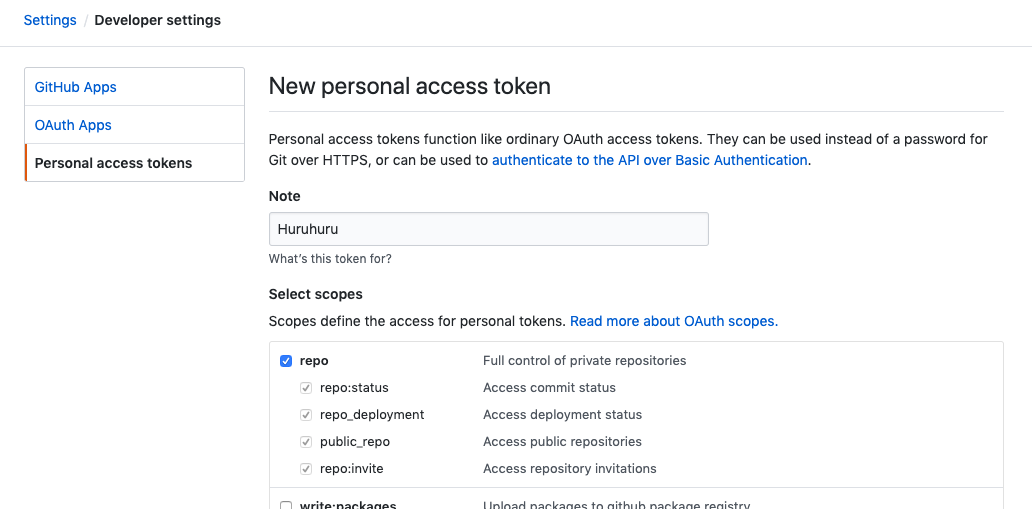 Settings / Developer settings
GitHub Apps
OAuth Apps
Personal access tokens
New personal access token
Personal access tokens function like ordinary OAuth access tokens. They can be used instead of a password for
Git over HTTPS, or can be used to authenticate to the API over Basic Authentication.
Note
Huruhuru
What's this token for?
Select scopes
Scopes define the access for personal tokens. Read more about OAuth scopes.
repo Full control of private repositories
repo:status Access commit status
repo_deployment Access deployment status
public_repo Access public repositories
repo:invite Access repository invitations
write:packages Upload packages to github package registry